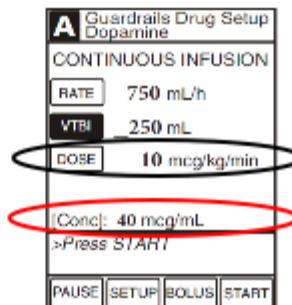 A Guardrails Drug Setup
Dopamine
CONTINUOUS INFUSION
RATE 750 mL/h
VTBI _250 mL
DOSE 10 mcg/kg/min
[Conc]: 40 mcg/mL
>Press START
PAUSE SETUP BOLUS START